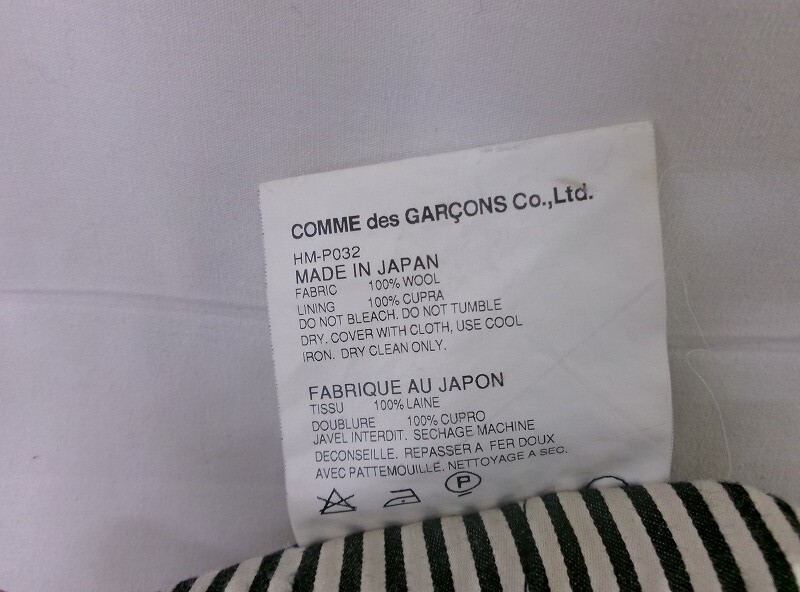 COMME des GARÇONS Co.,Ltd.
HM-P032
MADE IN JAPAN
FABRIC 100% WOOL
LINING 100% CUPRA
DO NOT BLEACH. DO NOT TUMBLE
DRY. COVER WITH CLOTH, USE COOL
IRON. DRY CLEAN ONLY.
FABRIQUE AU JAPON
TISSU 100% LAINE
DOUBLURE 100% CUPRO
JAVEL INTERDIT. SECHAGE MACHINE
DECONSEILLE. REPASSER A FER DOUX
AVEC PATTEMOUILLE. NETTOYAGE A SEC.
P